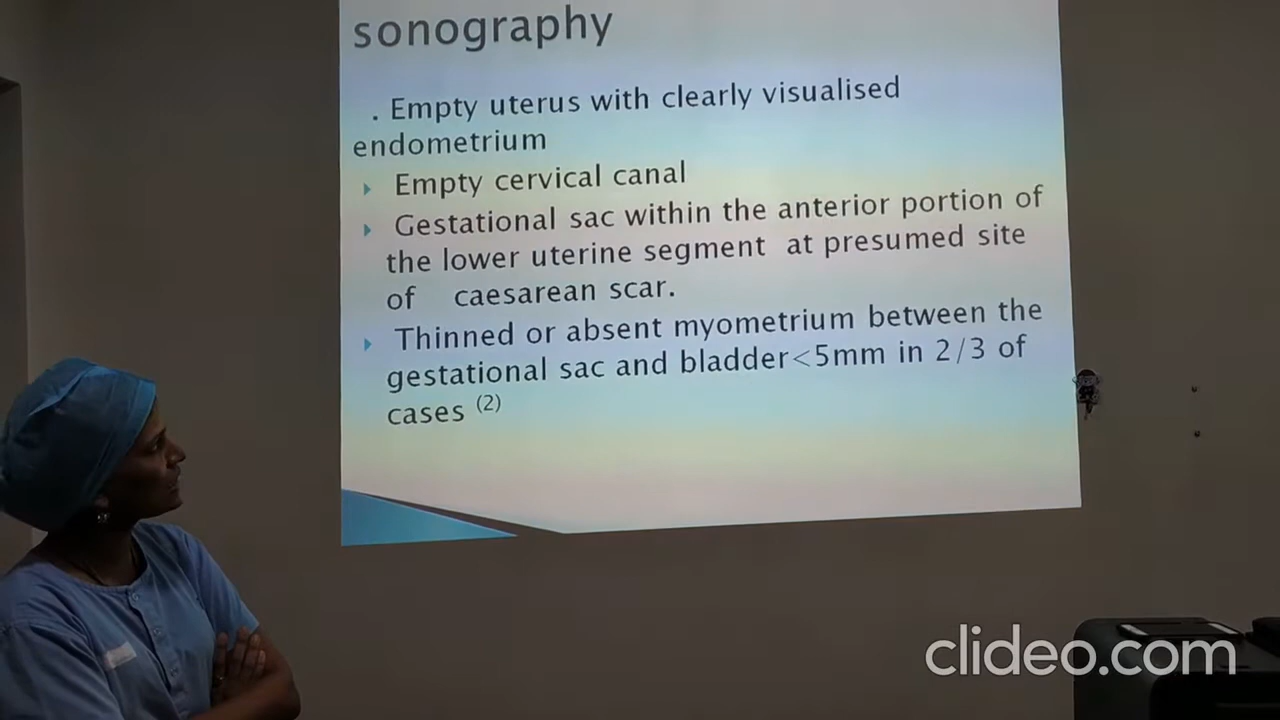 sonography
. Empty uterus with clearly visualised
endometrium
Empty cervical canal
Gestational sac within the anterior portion of
the lower uterine segment at presumed site
of caesarean scar.
Thinned or absent myometrium between the
gestational sac and bladder<5mm in 2/3 of
cases (2)
clideo.com